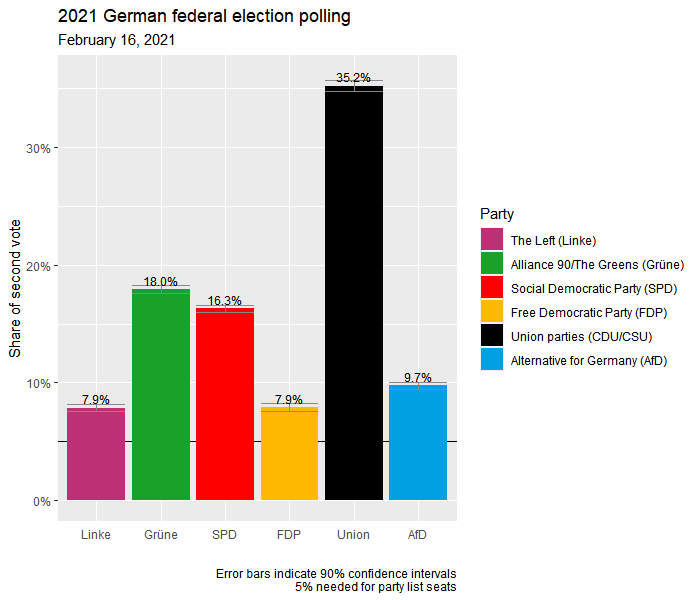 2021 German federal election polling
February 16, 2021
Share of second vote
30%
20%
10%
0%
7.9%
18.0%
16.3%
7.9%
35.2%
9.7%
Linke
Grüne
SPD
FDP
Union
AfD
Party
The Left (Linke)
Alliance 90/The Greens (Grüne)
Social Democratic Party (SPD)
Free Democratic Party (FDP)
Union parties (CDU/CSU)
Alternative for Germany (AfD)
Error bars indicate 90% confidence intervals
5% needed for party list seats